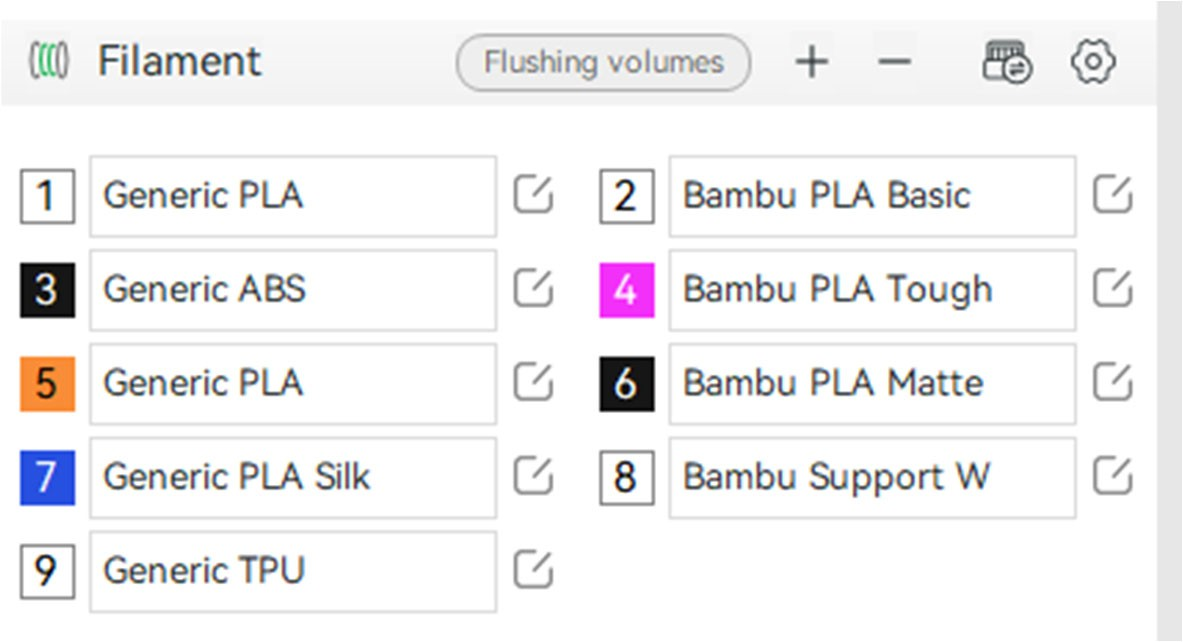 Filament Flushing volumes
1 Generic PLA 2 Bambu PLA Basic
3 Generic ABS 4 Bambu PLA Tough
5 Generic PLA 6 Bambu PLA Matte
7 Generic PLA Silk 8 Bambu Support W
9 Generic TPU